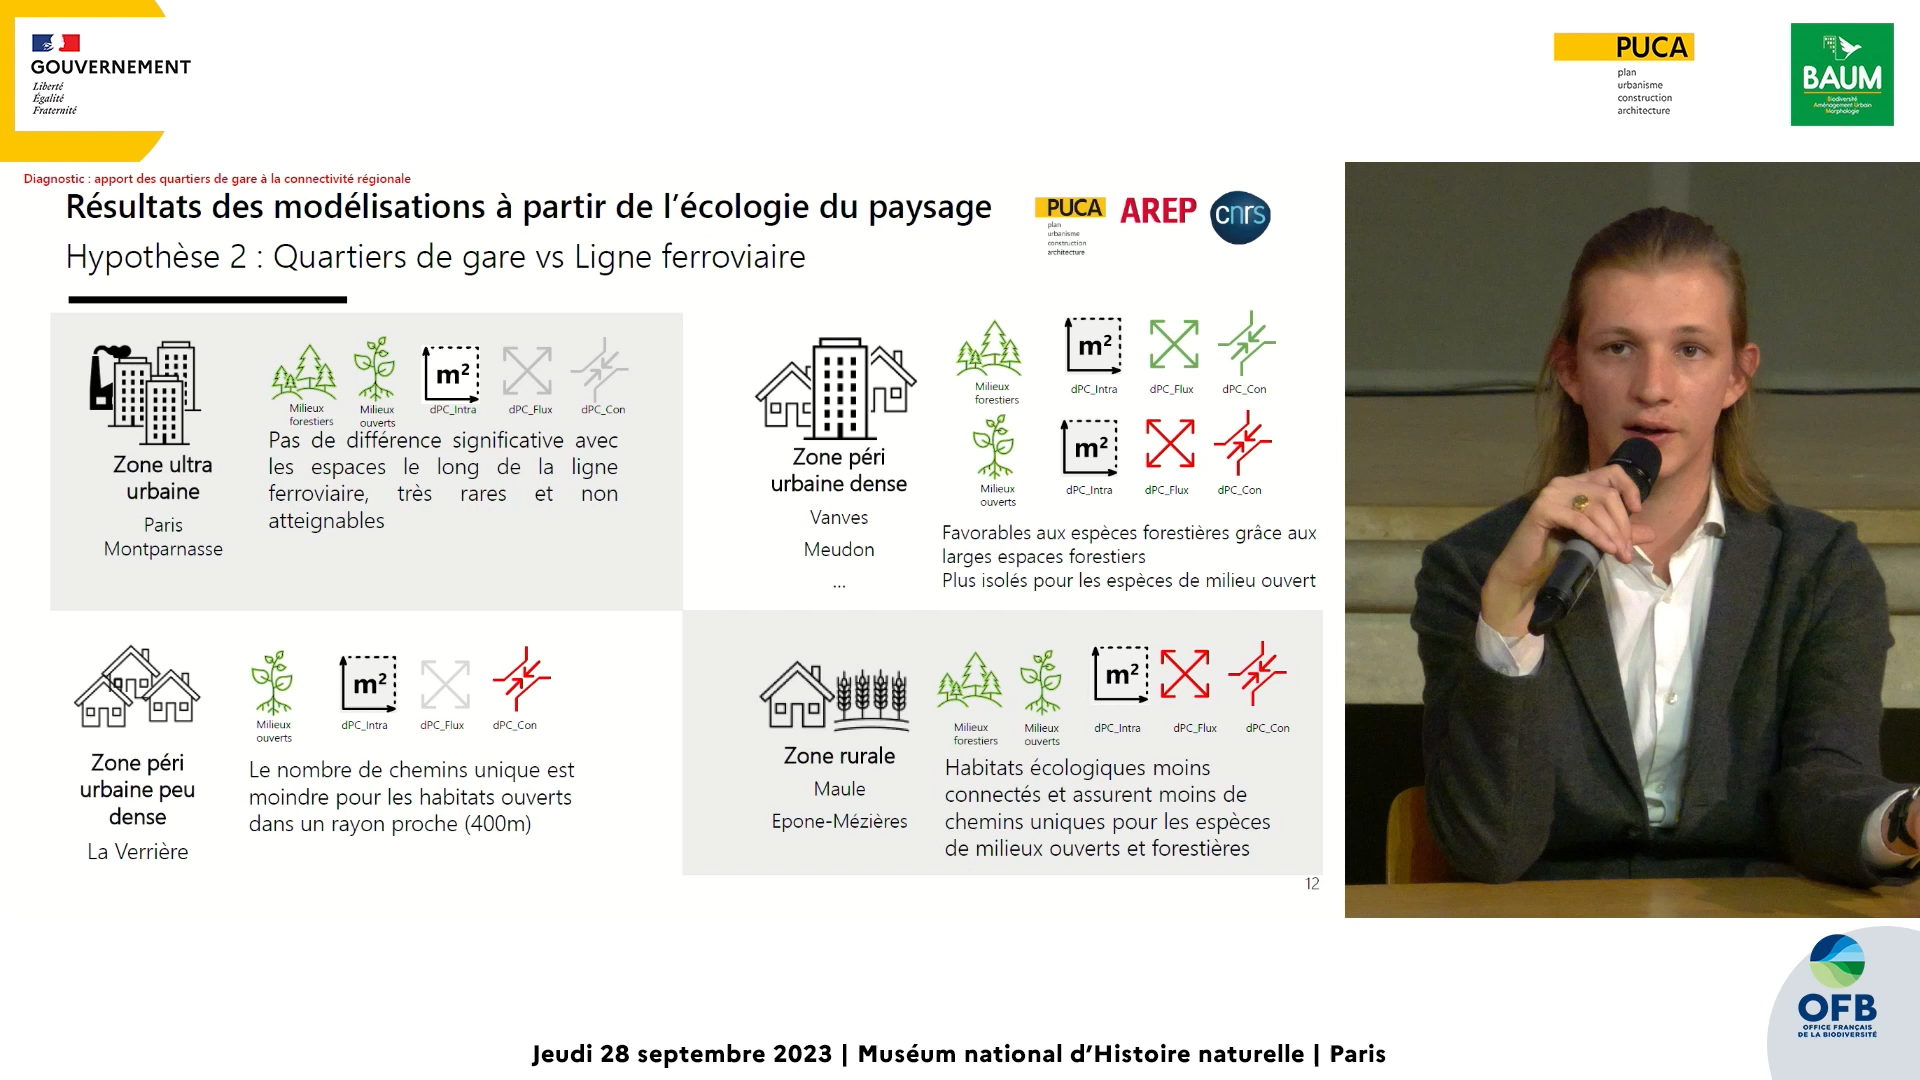 GOUVERNEMENT
Liberté
Égalité
Fraternité
PUCA
plan
urbanisme
construction
architecture
BAUM
Biodiversité
Aménagement Urbain
Morphologie
Diagnostic : apport des quartiers de gare à la connectivité régionale
Résultats des modélisations à partir de l'écologie du paysage
Hypothèse 2 : Quartiers de gare vs Ligne ferroviaire
PUCA
plan
urbanisme
construction
architecture
AREP
cnrs
Zone ultra
urbaine
Paris
Montparnasse
Milieux
forestiers
Milieux
ouverts
m²
dPC_Intra
dPC_Flux
dPC_Con
Pas de différence significative avec
les espaces le long de la ligne
ferroviaire, très rares et non
atteignables
Zone péri
urbaine dense
Vanves
Meudon
...
Milieux
forestiers
m²
dPC_Intra
dPC_Flux
dPC_Con
Milieux
ouverts
m²
dPC_Intra
dPC_Flux
dPC_Con
Favorables aux espèces forestières grâce aux
larges espaces forestiers
Plus isolés pour les espèces de milieu ouvert
Zone péri
urbaine peu
dense
La Verrière
Milieux
ouverts
m²
dPC_Intra
dPC_Flux
dPC_Con
Le nombre de chemins unique est
moindre pour les habitats ouverts
dans un rayon proche (400m)
Zone rurale
Maule
Epone-Mézières
Milieux
forestiers
Milieux
ouverts
m²
dPC_Intra
dPC_Flux
dPC_Con
Habitats écologiques moins
connectés et assurent moins de
chemins uniques pour les espèces
de milieux ouverts et forestières
12
OFB
OFFICE FRANÇAIS
DE LA BIODIVERSITÉ
Jeudi 28 septembre 2023 | Muséum national d'Histoire naturelle | Paris